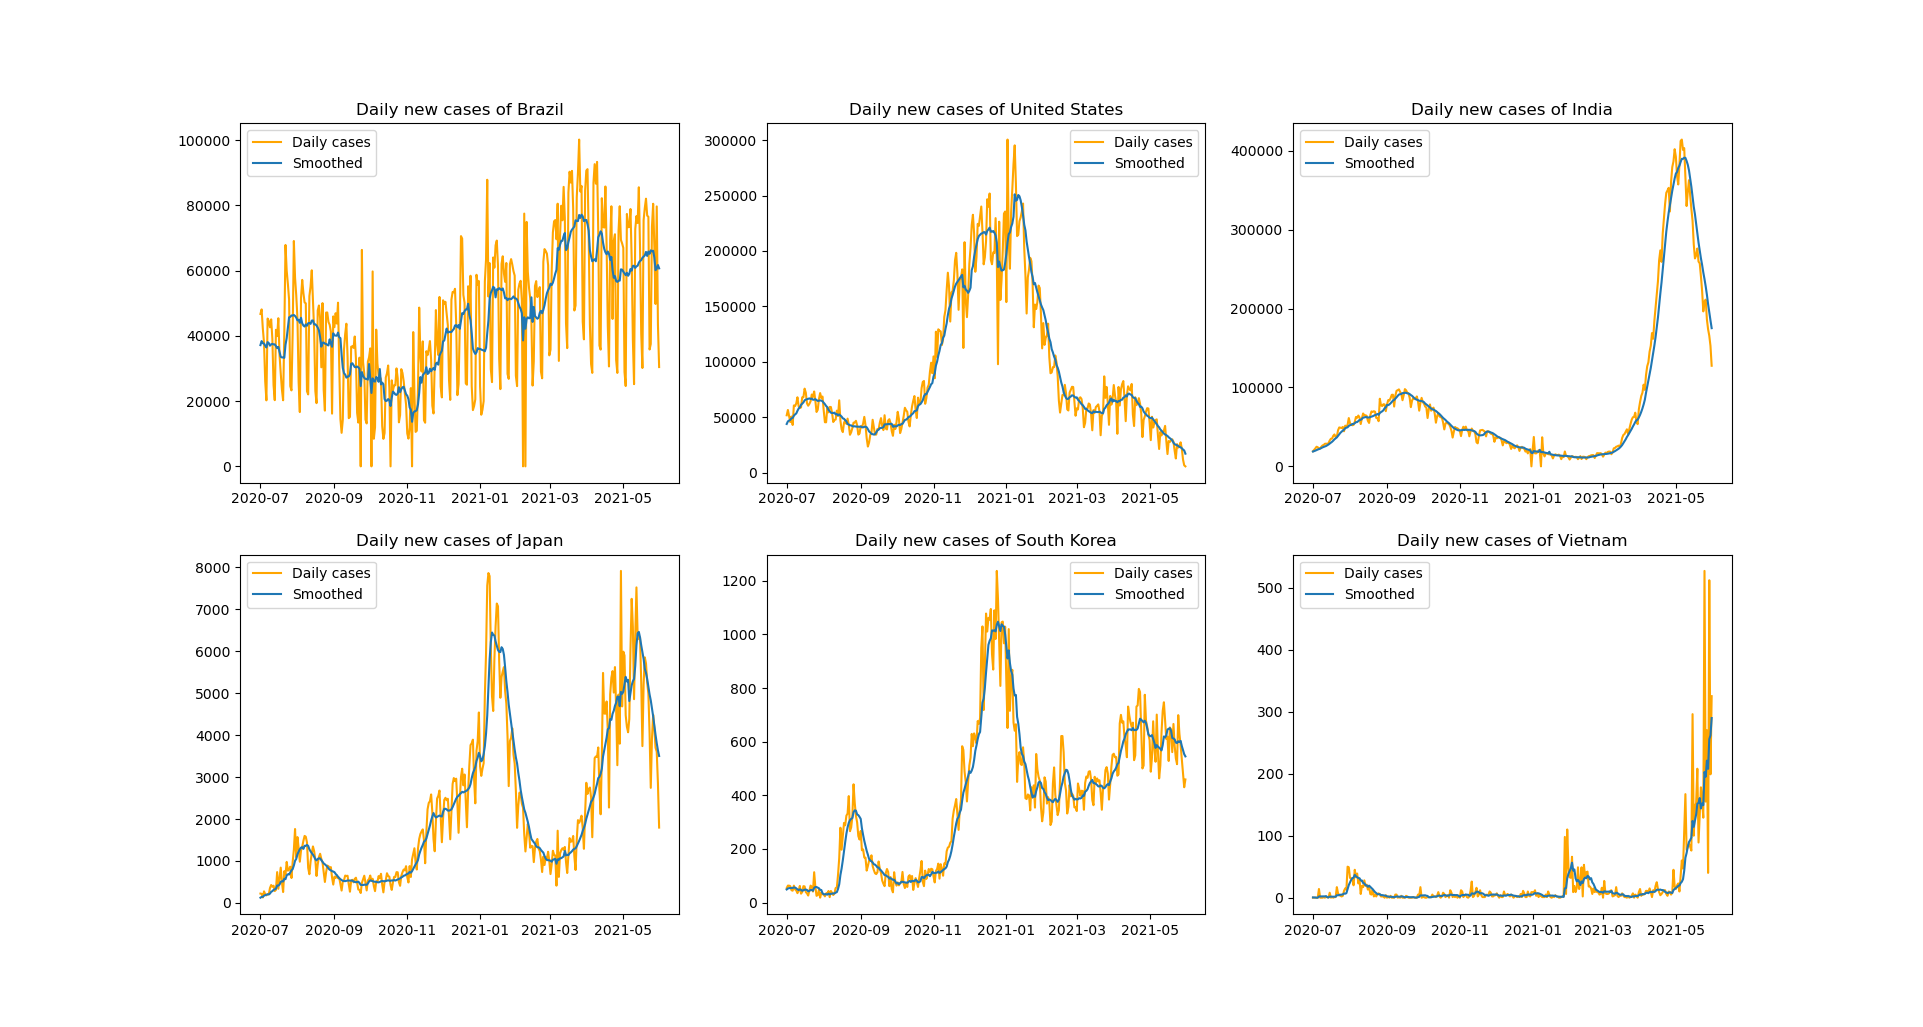 Daily new cases of Brazil
Daily cases
Smoothed
100000
80000
60000
40000
20000
0
2020-07 2020-09 2020-11 2021-01 2021-03 2021-05
Daily new cases of United States
Daily cases
Smoothed
300000
250000
200000
150000
100000
50000
0
2020-07 2020-09 2020-11 2021-01 2021-03 2021-05
Daily new cases of India
Daily cases
Smoothed
400000
300000
200000
100000
0
2020-07 2020-09 2020-11 2021-01 2021-03 2021-05
Daily new cases of Japan
Daily cases
Smoothed
8000
7000
6000
5000
4000
3000
2000
1000
0
2020-07 2020-09 2020-11 2021-01 2021-03 2021-05
Daily new cases of South Korea
Daily cases
Smoothed
1200
1000
800
600
400
200
0
2020-07 2020-09 2020-11 2021-01 2021-03 2021-05
Daily new cases of Vietnam
Daily cases
Smoothed
500
400
300
200
100
0
2020-07 2020-09 2020-11 2021-01 2021-03 2021-05